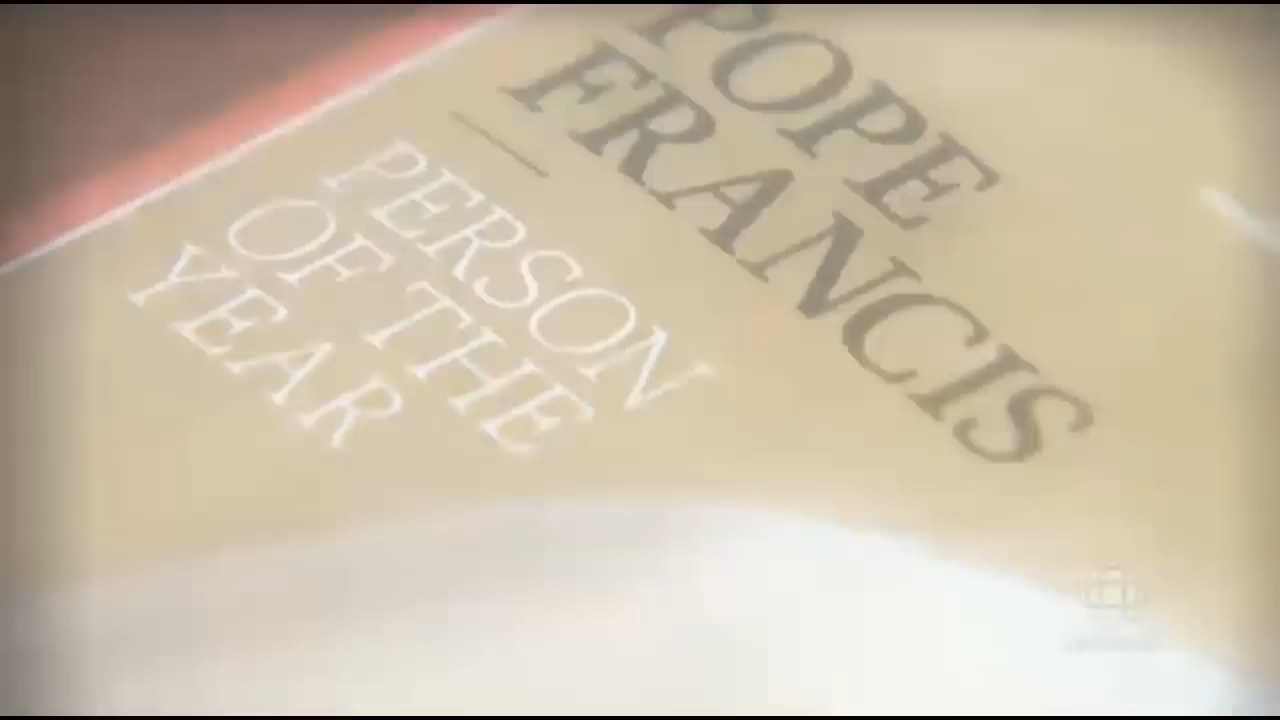 POPE
FRANCIS
PERSON
OF THE
YEAR